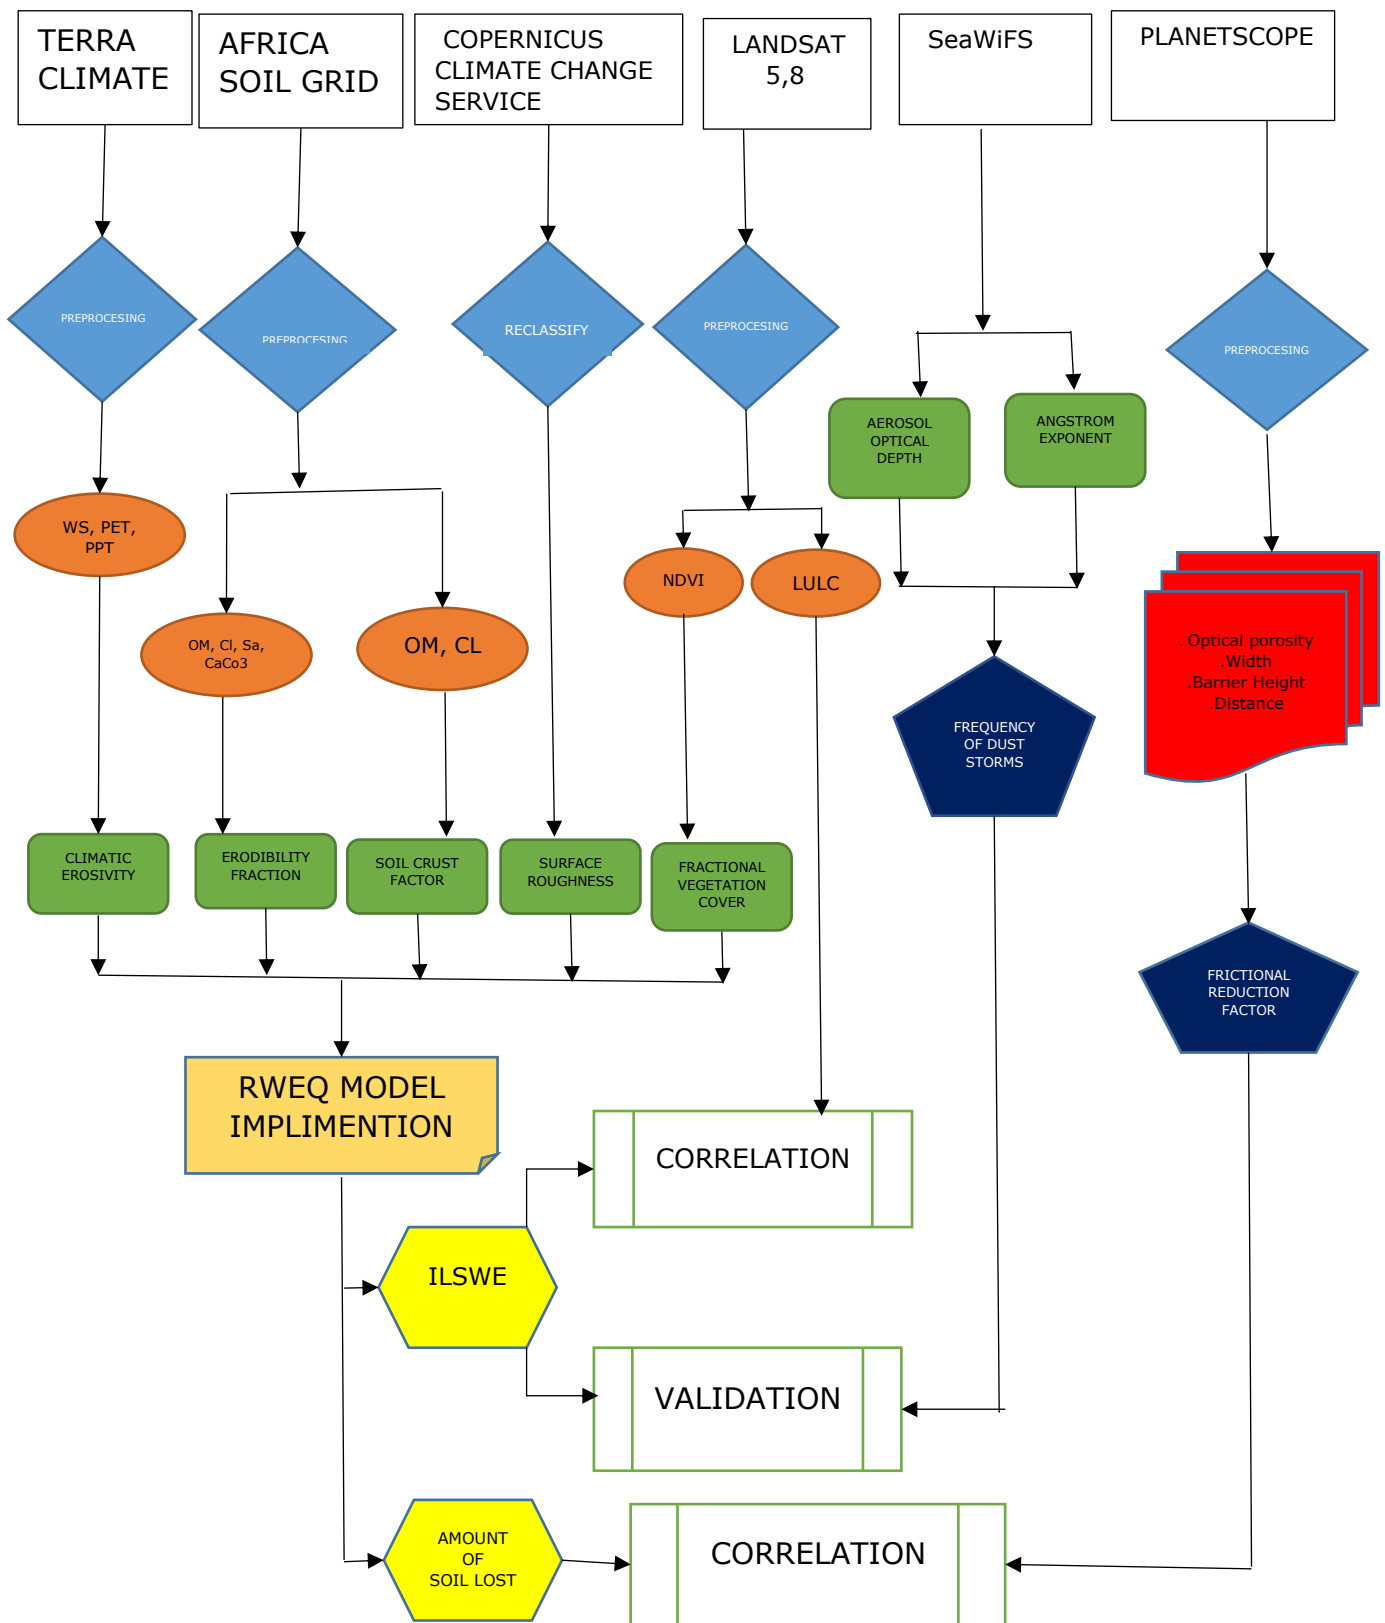 TERRA
CLIMATE
AFRICA
SOIL GRID
COPERNICUS
CLIMATE CHANGE
SERVICE
LANDSAT
5,8
SeaWiFS
PLANETSCOPE
PREPROCESING
PREPROCESING
RECLASSIFY
PREPROCESING
PREPROCESING
AEROSOL
OPTICAL
DEPTH
ANGSTROM
EXPONENT
WS, PET,
PPT
OM, Cl, Sa,
CaCo3
OM, CL
NDVI
LULC
. Optical porosity
.Width
.Barrier Height
.Distance
FREQUENCY
OF DUST
STORMS
CLIMATIC
EROSIVITY
ERODIBILITY
FRACTION
SOIL CRUST
FACTOR
SURFACE
ROUGHNESS
FRACTIONAL
VEGETATION
COVER
FRICTIONAL
REDUCTION
FACTOR
RWEQ MODEL
IMPLIMENTION
CORRELATION
ILSWE
VALIDATION
AMOUNT
OF
SOIL LOST
CORRELATION